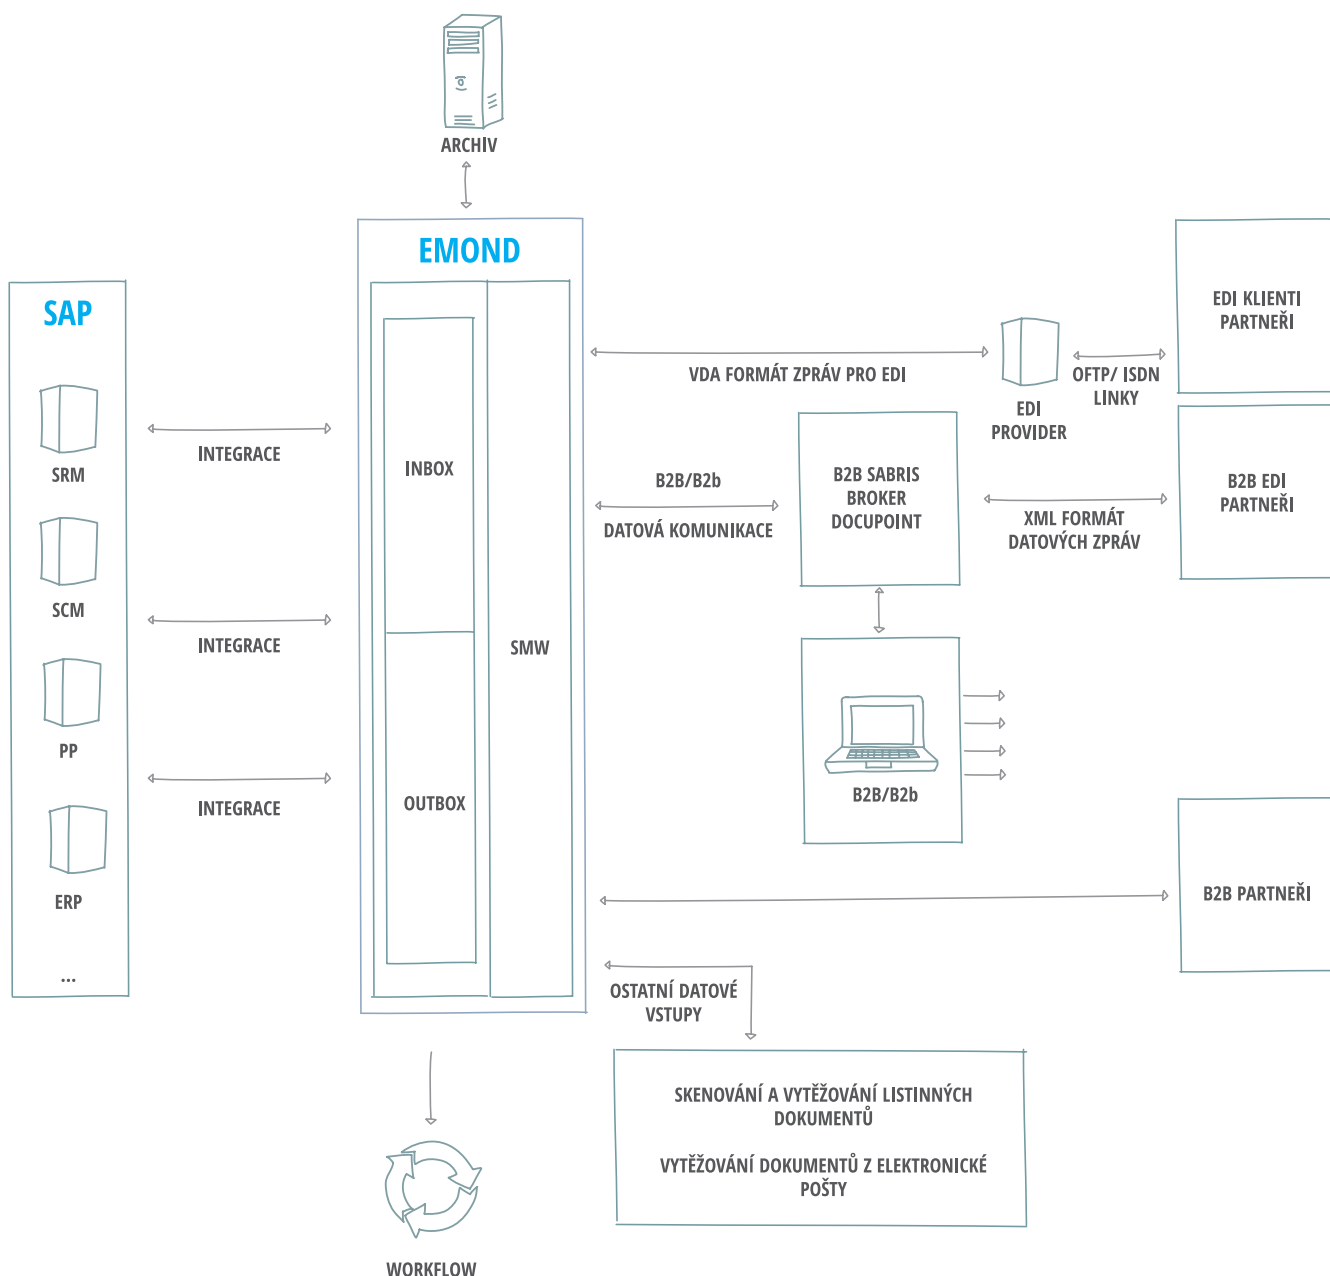 ARCHÍV
EMOND
SAP
SRM
SCM
PP
ERP
...
INTEGRACE
INTEGRACE
INTEGRACE
INBOX
OUTBOX
SMW
VDA FORMÁT ZPRÁV PRO EDI
EDI
PROVIDER
OFTP/ ISDN
LINKY
EDI KLIENTI
PARTNEŘI
B2B/B2b
DATOVÁ KOMUNIKACE
B2B SABRIS
BROKER
DOCUPOINT
XML FORMÁT
DATOVÝCH ZPRÁV
B2B EDI
PARTNEŘI
B2B/B2b
B2B PARTNEŘI
OSTATNÍ DATOVÉ
VSTUPY
SKENOVÁNÍ A VYTĚŽOVÁNÍ LISTINNÝCH
DOKUMENTŮ
VYTĚŽOVÁNÍ DOKUMENTŮ Z ELEKTRONICKÉ
POŠTY
WORKFLOW